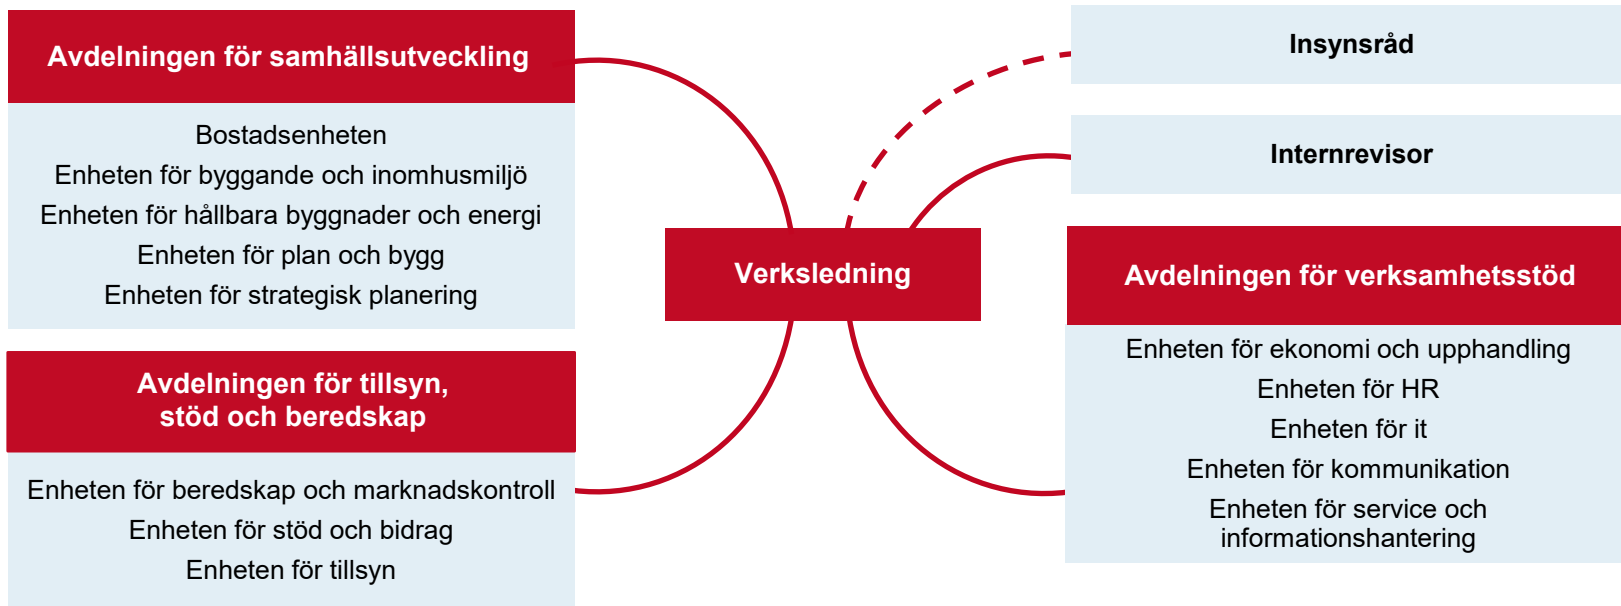 Avdelningen för samhällsutveckling
Bostadsenheten
Enheten för byggande och inomhusmiljö
Enheten för hållbara byggnader och energi
Enheten för plan och bygg
Enheten för strategisk planering
Avdelningen för tillsyn,
stöd och beredskap
Enheten för beredskap och marknadskontroll
Enheten för stöd och bidrag
Enheten för tillsyn
Verksledning
Insynsråd
Internrevisor
Avdelningen för verksamhetsstöd
Enheten för ekonomi och upphandling
Enheten för HR
Enheten för it
Enheten för kommunikation
Enheten för service och
informationshantering